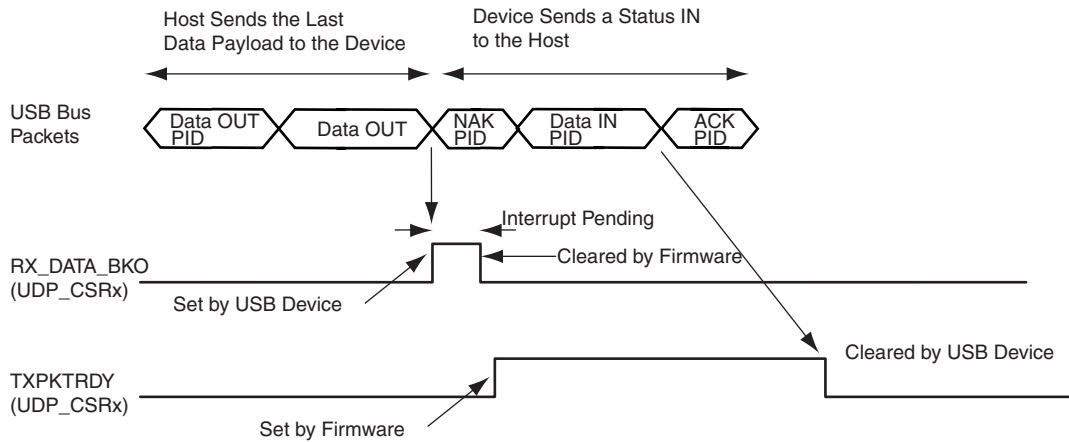 Host Sends the Last
Data Payload to the Device
Device Sends a Status IN
to the Host
USB Bus
Packets
Data OUT
PID
Data OUT
NAK
PID
Data IN
PID
ACK
PID
Interrupt Pending
RX_DATA_BKO
(UDP_CSRx)
Cleared by Firmware
Set by USB Device
Cleared by USB Device
TXPKTRDY
(UDP_CSRx)
Set by Firmware